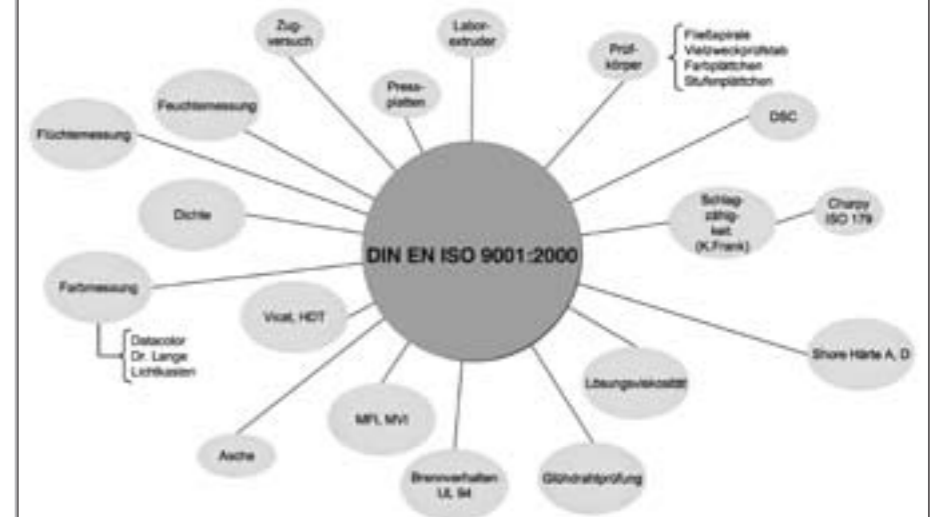 Zug-
versuch
Labor-
extruder
Prüf-
körper
Fließspirale
Vielzweckprüfstab
Farbplättchen
Stufenplättchen
Press-
platten
Feuchtemessung
DSC
Flüchtemessung
Schlag-
zähig-
keit
(K.Frank)
Charpy
ISO 179
Dichte
DIN EN ISO 9001:2000
Farbmessung
Vicat, HDT
Datacolor
Dr. Lange
Lichtkasten
Shore Härte A, D
Lösungsviskosität
MFI, MVI
Asche
Brennverhalten
UL 94
Glühdrahtprüfung